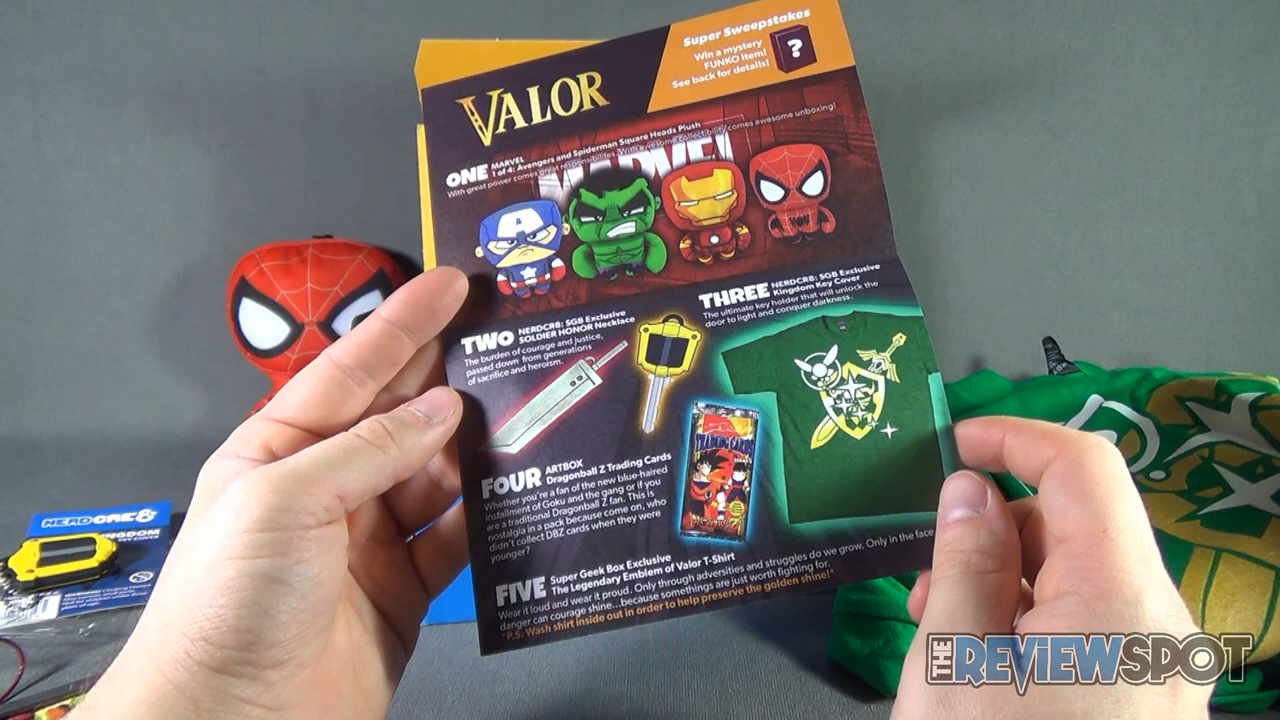 Super Sweepstakes
Win a mystery
FUNKO item!
See back for details!
?
VALOR
ONE MARVEL
1 of 4: Avengers and Spiderman Square Heads Plush
With great power comes great responsibilites. With awesome collectibility comes awesome unboxing!
MARVEL
A
TWO NERDCR8: SGB Exclusive
SOLDIER HONOR Necklace
The burden of courage and justice,
passed down from generations
of sacrifice and heroism.
THREE NERDCR8: SGB Exclusive
Kingdom Key Cover
The ultimate key holder that will unlock the
door to light and conquer darkness.
TRADING CARDS
FOUR ARTBOX
Dragonball Z Trading Cards
Whether you're a fan of the new blue-haired
installment of Goku and the gang or if you
are a traditional Dragonball Z fan. This is
nostalgia in a pack because come on, who
didn't collect DBZ cards when they were
younger?
FIVE Super Geek Box Exclusive
The Legendary Emblem of Valor T-Shirt
Wear it loud and wear it proud. Only through adversities and struggles do we grow. Only in the face
danger can courage shine...because somethings are just worth fighting for.
*P.S. Wash shirt inside out in order to help preserve the golden shine!*
NERDCRE8
THE REVIEWSPOT